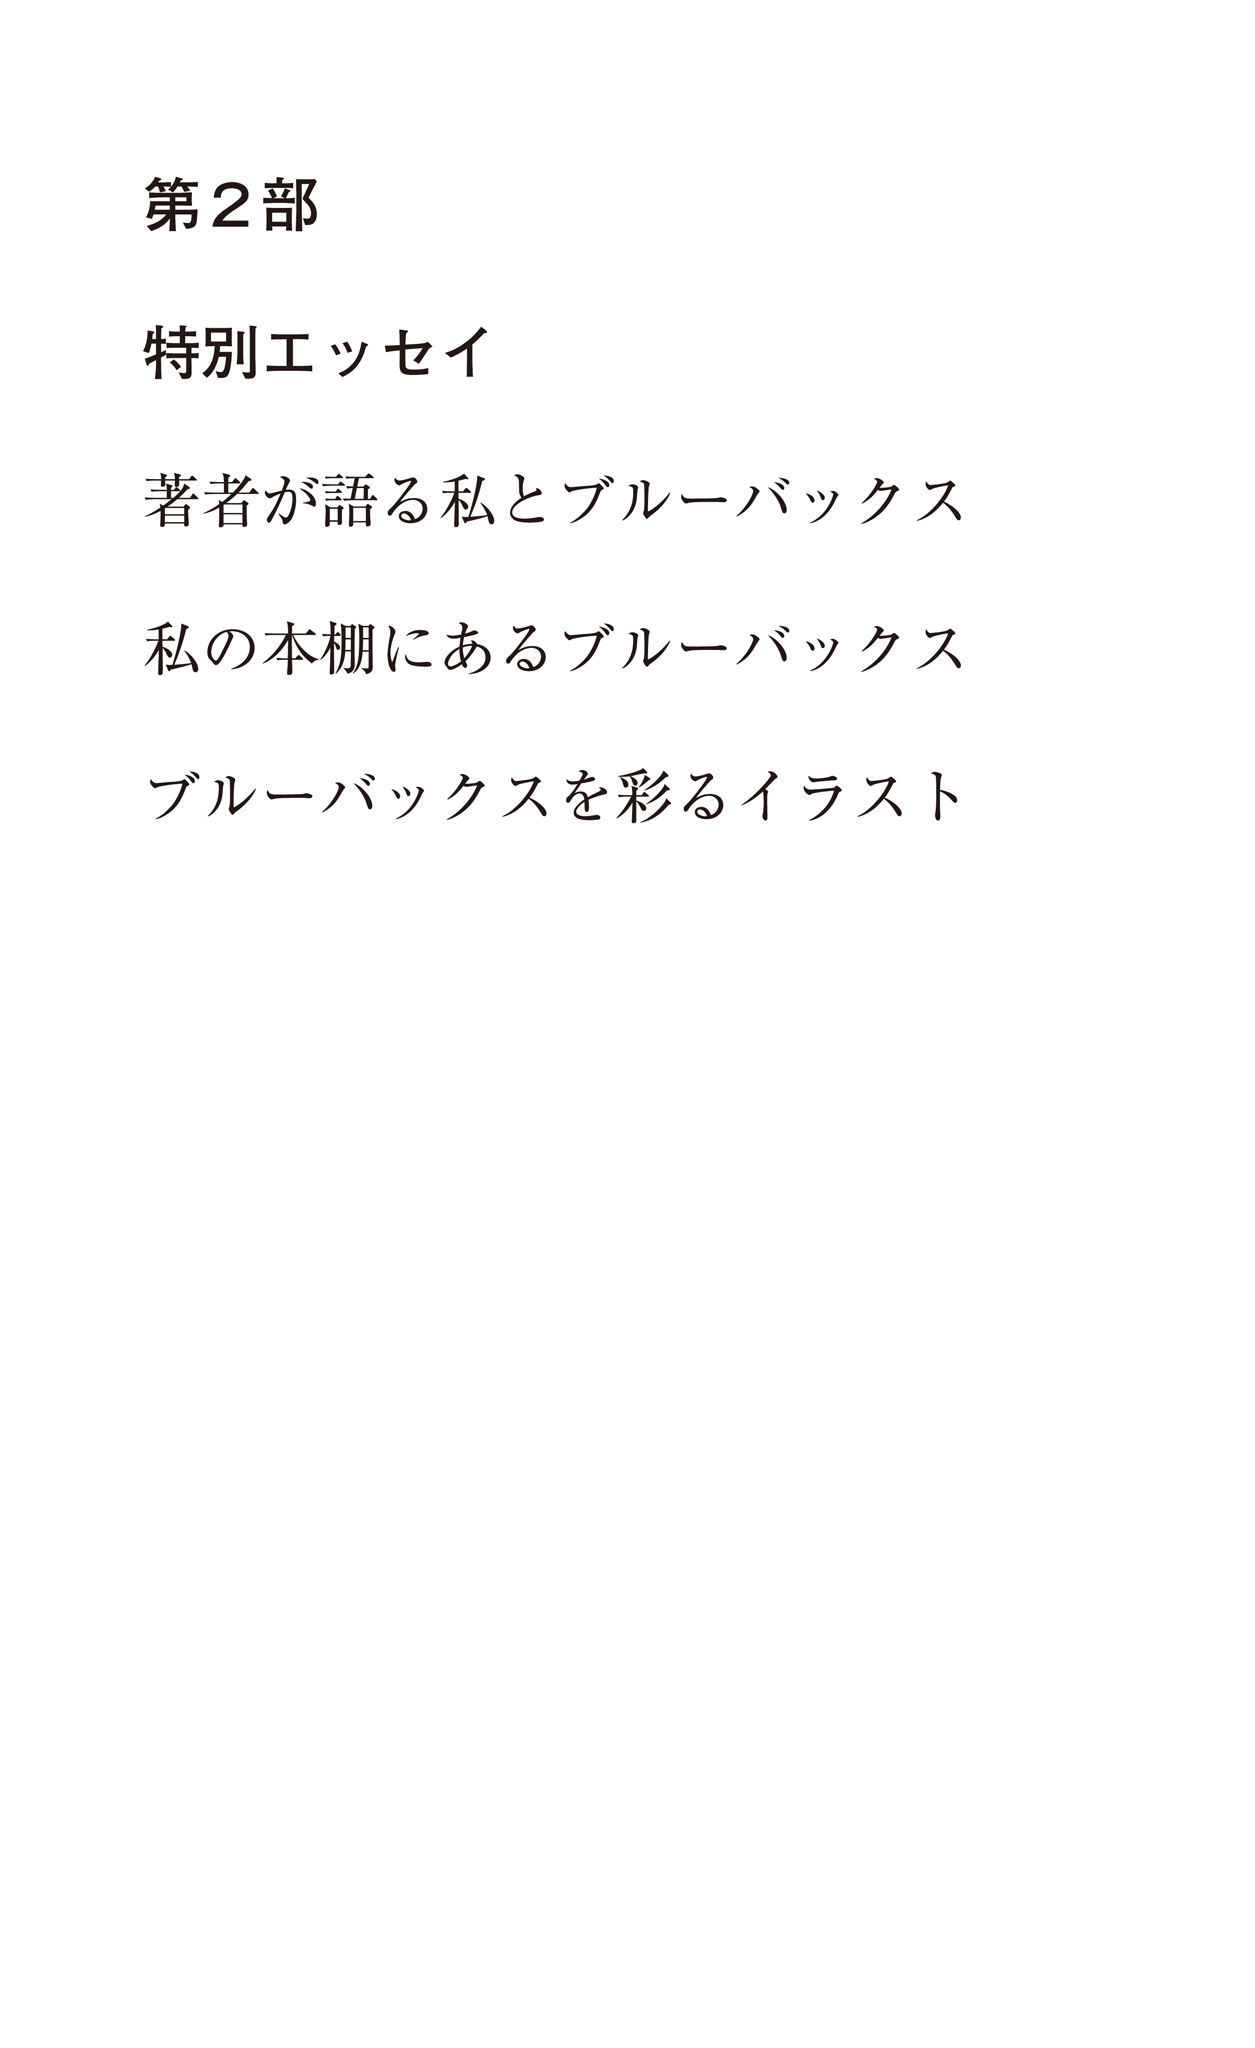 第２部
特別エッセイ
著者が語る私とブルーバックス
私の本棚にあるブルーバックス
ブルーバックスを彩るイラスト